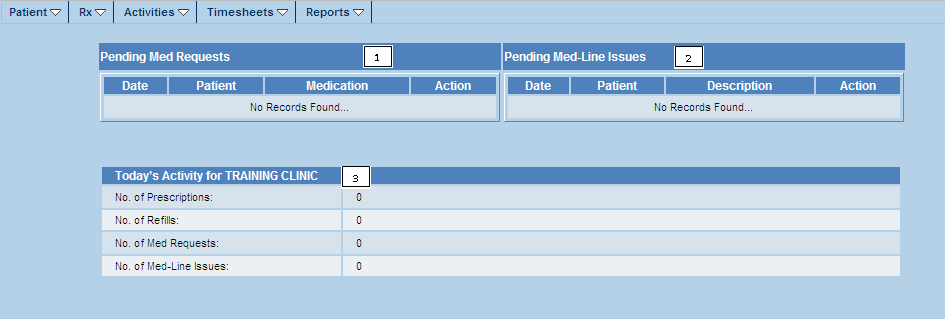 Patient Rx Activities Timesheets Reports
Pending Med Requests 1
Pending Med-Line Issues 2
Date Patient Medication Action
No Records Found...
Date Patient Description Action
No Records Found...
Today's Activity for TRAINING CLINIC 3
No. of Prescriptions: 0
No. of Refills: 0
No. of Med Requests: 0
No. of Med-Line Issues: 0